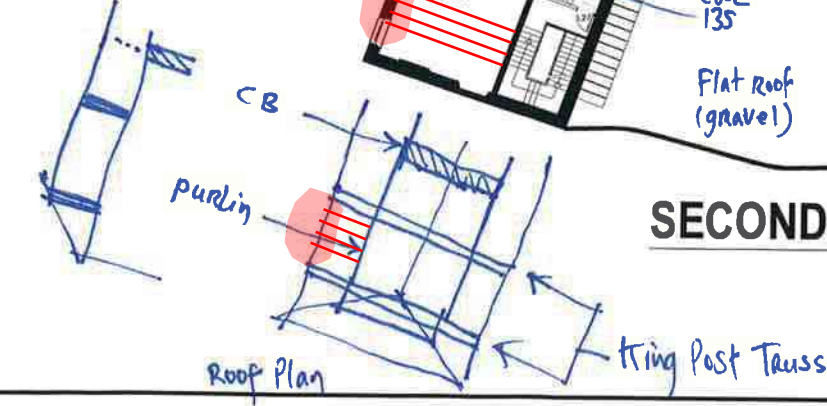 135
Flat Roof
(gravel)
CB
purlin
SECOND
King Post Truss
Roof Plan